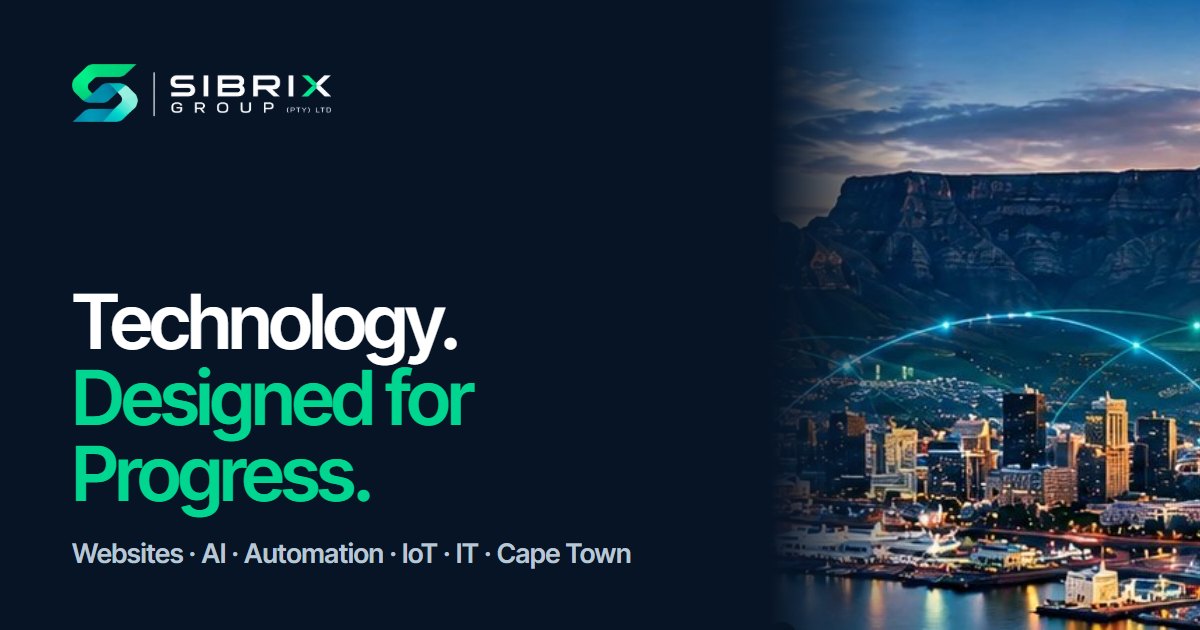 SIBRIX
GROUP (PTY) LTD
Technology.
Designed for
Progress.
Websites · AI · Automation · IoT · IT · Cape Town